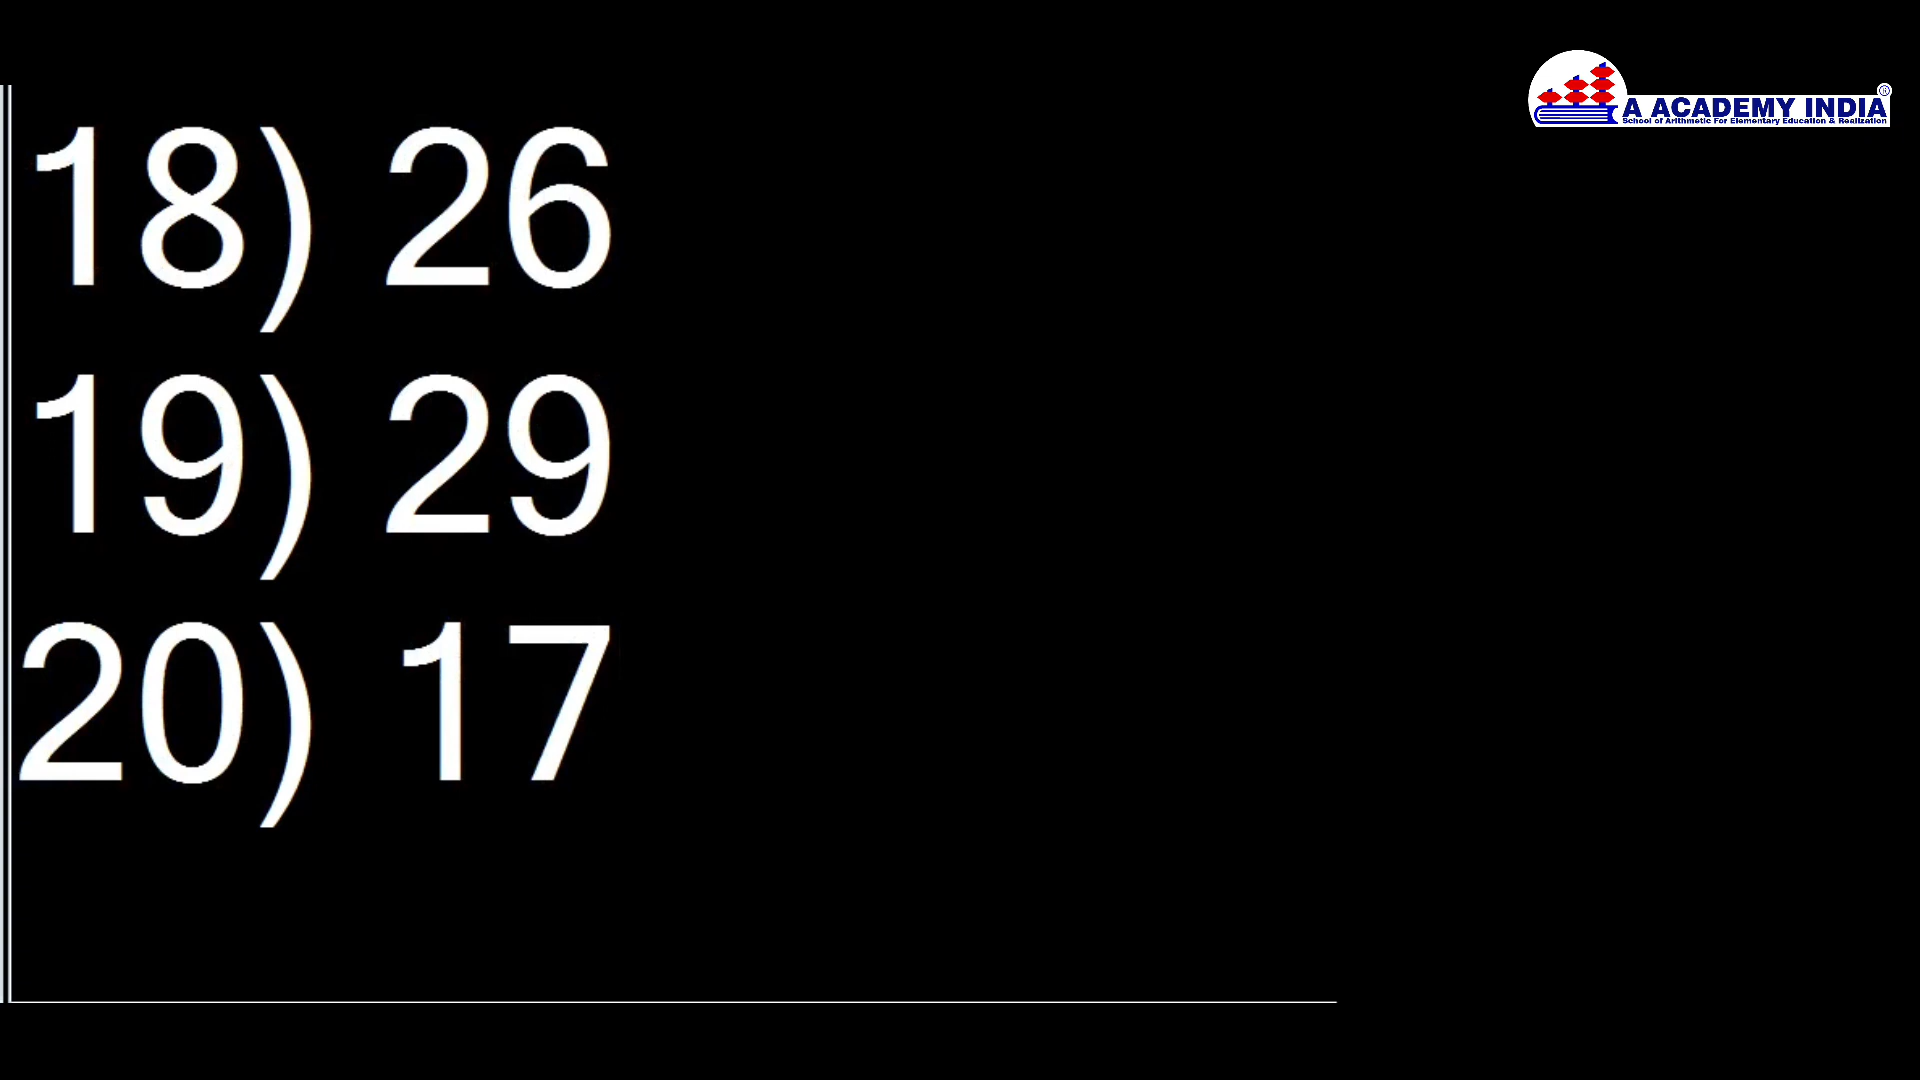 A ACADEMY INDIA ®
School of Arithmetic For Elementary Education & Realization
18) 26
19) 29
20) 17